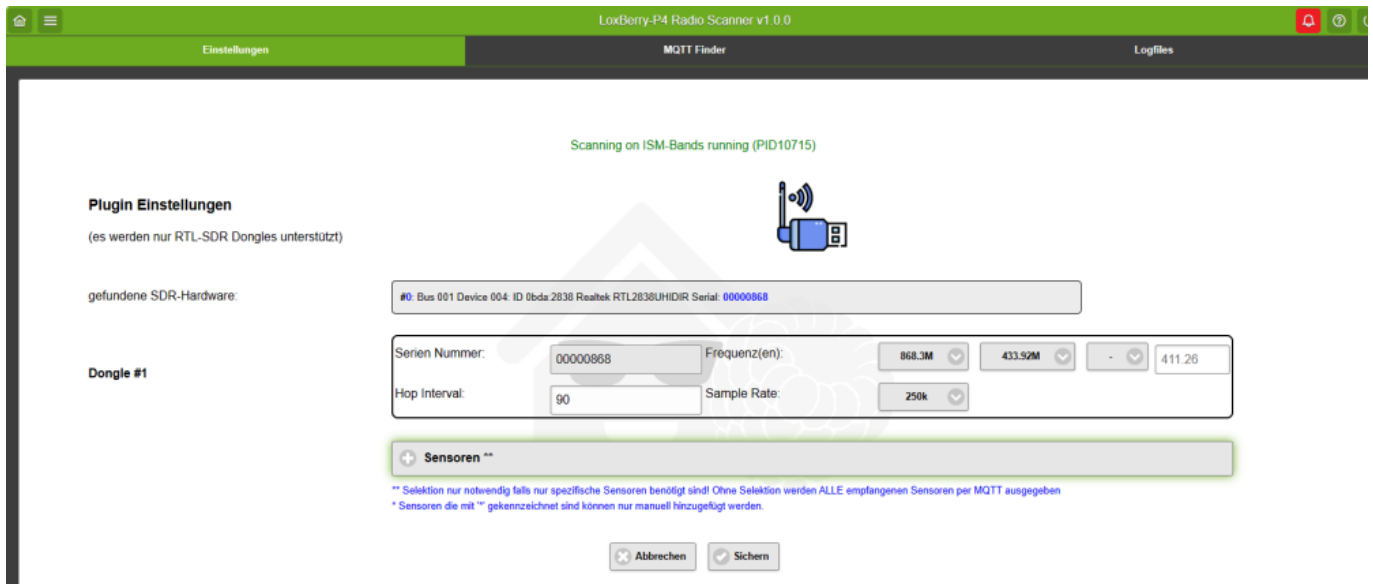 LoxBerry-P4 Radio Scanner v1.0.0
Einstellungen
MQTT Finder
Logfiles
Scanning on ISM-Bands running (PID10715)
Plugin Einstellungen
(es werden nur RTL-SDR Dongles unterstützt)
gefundene SDR-Hardware:
#0: Bus 001 Device 004: ID 0bda:2838 Realtek RTL2838UHIDIR Serial: 00000868
Dongle #1
Serien Nummer: 00000868 Frequenz(en): 868.3M 433.92M - 411.26
Hop Interval: 90 Sample Rate: 250k
Sensoren **
** Selektion nur notwendig falls nur spezifische Sensoren benötigt sind! Ohne Selektion werden ALLE empfangenen Sensoren per MQTT ausgegeben
* Sensoren die mit '*' gekennzeichnet sind können nur manuell hinzugefügt werden.
Abbrechen Sichern